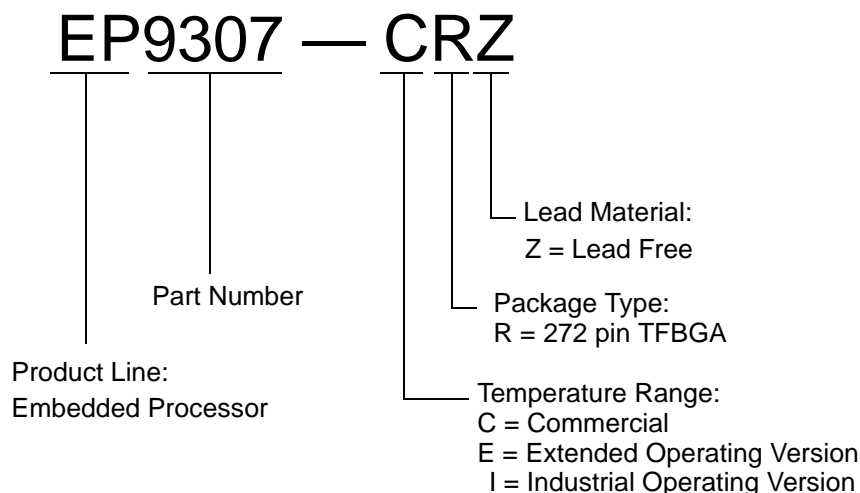 EP9307 — CRZ
Lead Material:
Z = Lead Free
Part Number
Package Type:
R = 272 pin TFBGA
Product Line:
Embedded Processor
Temperature Range:
C = Commercial
E = Extended Operating Version
I = Industrial Operating Version